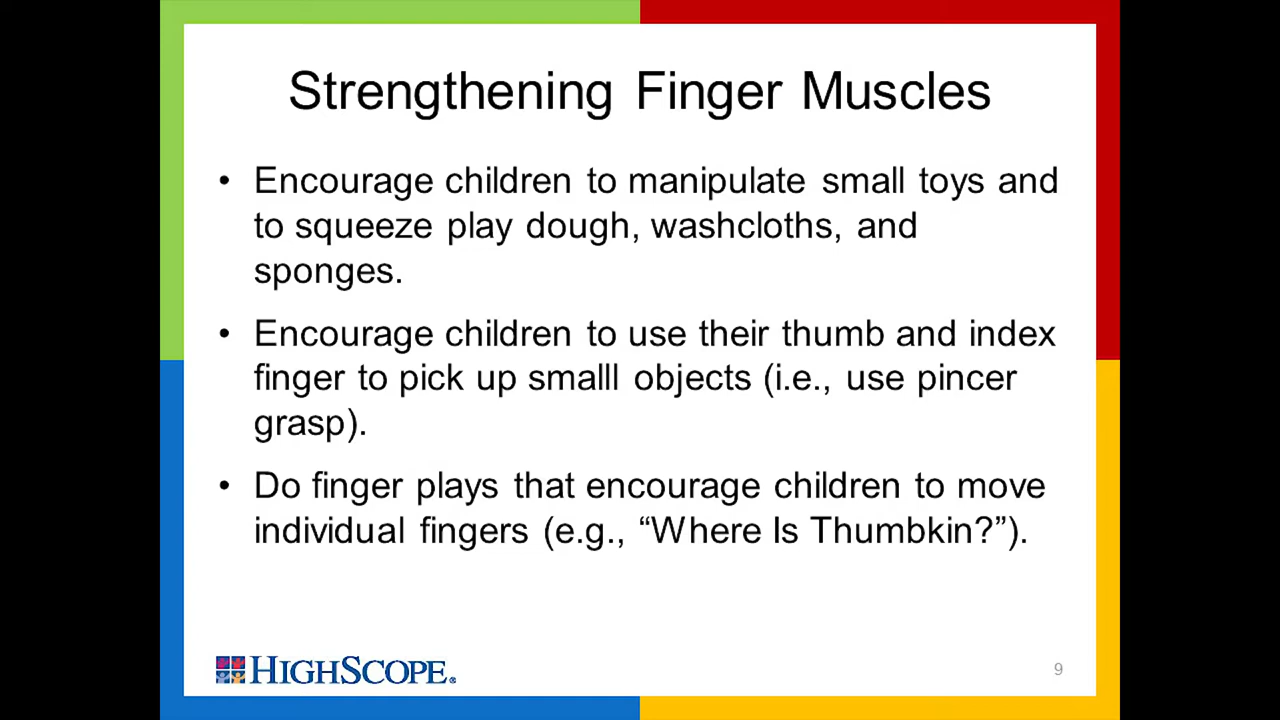 Strengthening Finger Muscles
• Encourage children to manipulate small toys and
to squeeze play dough, washcloths, and
sponges.
• Encourage children to use their thumb and index
finger to pick up smalll objects (i.e., use pincer
grasp).
• Do finger plays that encourage children to move
individual fingers (e.g., “Where Is Thumbkin?”).
HIGHSCOPE®
9